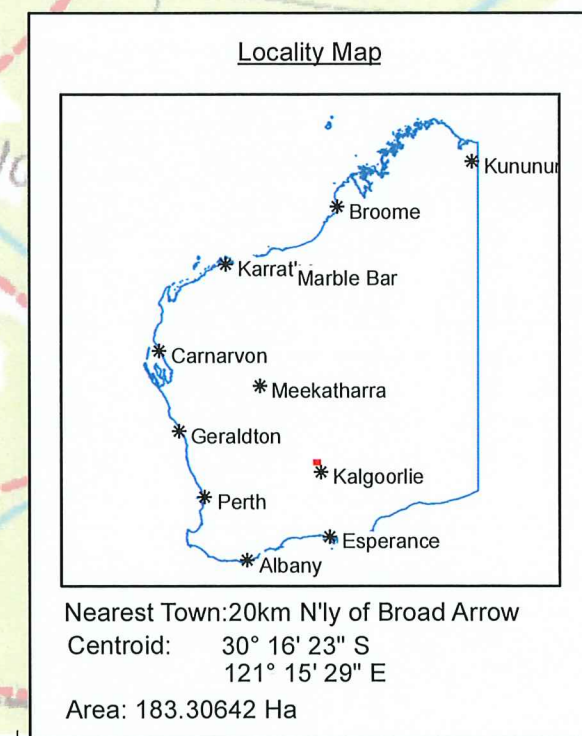 Locality Map
Kununur
Broome
Karrat'
Marble Bar
Carnarvon
Meekatharra
Geraldton
Kalgoorlie
Perth
Esperance
Albany
Nearest Town:20km N'ly of Broad Arrow
Centroid: 30° 16' 23" S
121° 15' 29" E
Area: 183.30642 Ha